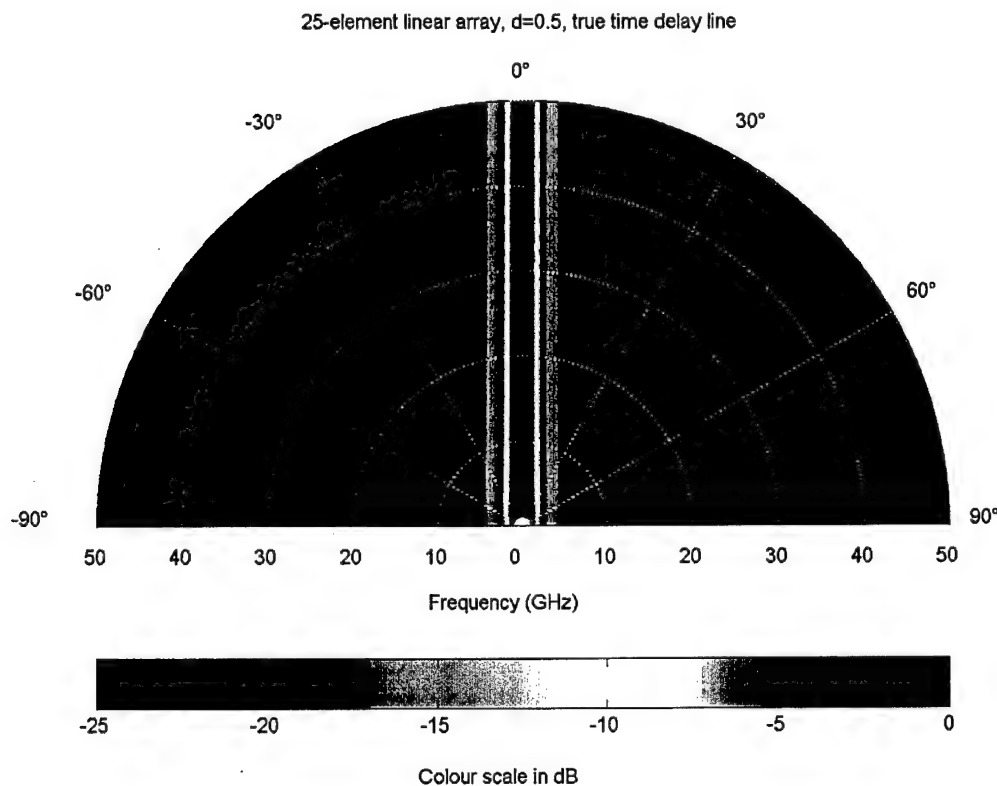 25-element linear array, d=0.5, true time delay line
0°
-30°
30°
-60°
60°
-90°
90°
50 40 30 20 10 0 10 20 30 40 50
Frequency (GHz)
-25 -20 -15 -10 -5 0
Colour scale in dB